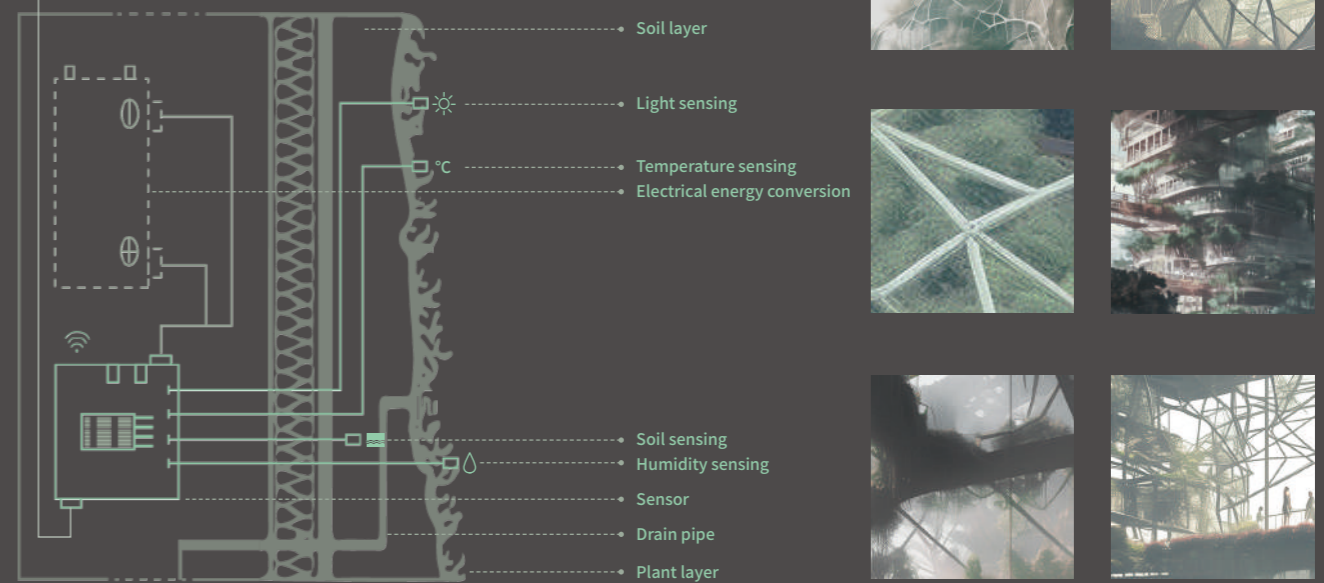 Soil layer
Light sensing
°C
Temperature sensing
Electrical energy conversion
Soil sensing
Humidity sensing
Sensor
Drain pipe
Plant layer